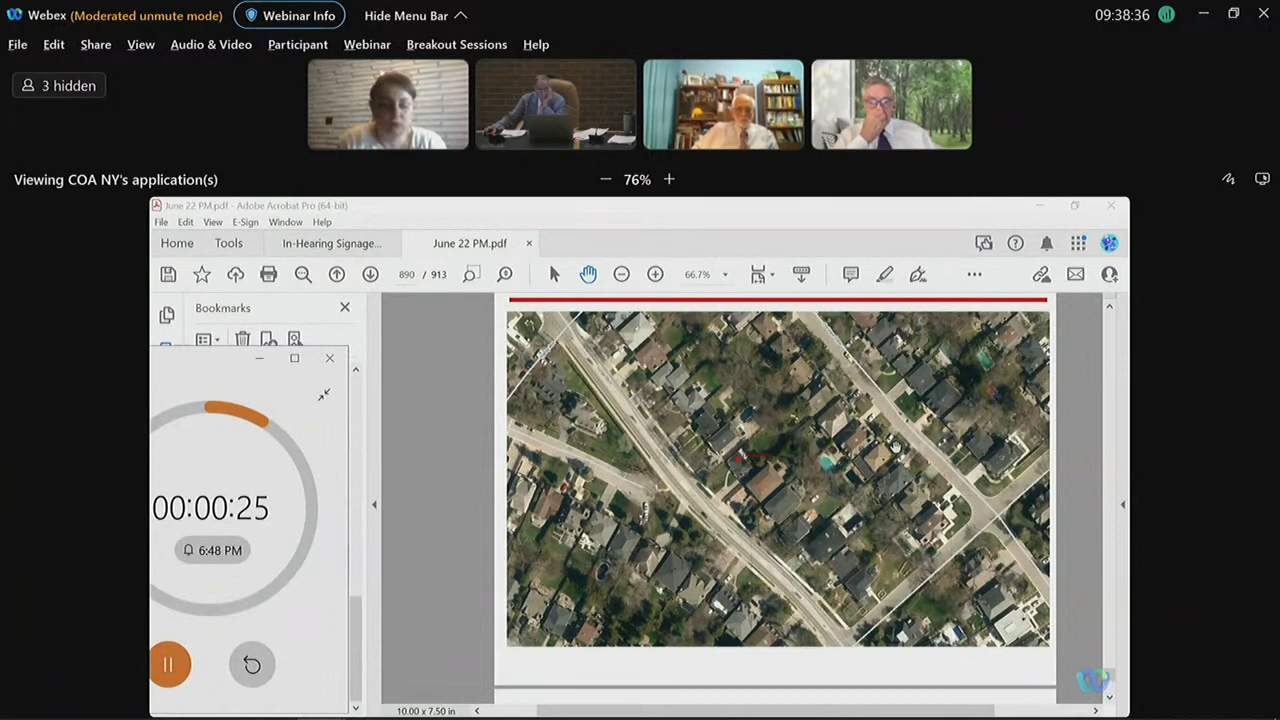 Webex (Moderated unmute mode) Webinar Info Hide Menu Bar 09:38:36
File Edit Share View Audio & Video Participant Webinar Breakout Sessions Help
3 hidden
Viewing COA NY's application(s) 76%
June 22 PM.pdf - Adobe Acrobat Pro (64-bit)
File Edit View E-Sign Window Help
Home Tools In-Hearing Signage... June 22 PM.pdf
890 / 913 66.7%
Bookmarks
00:00:25
6:48 PM
10.00 x 7.50 in